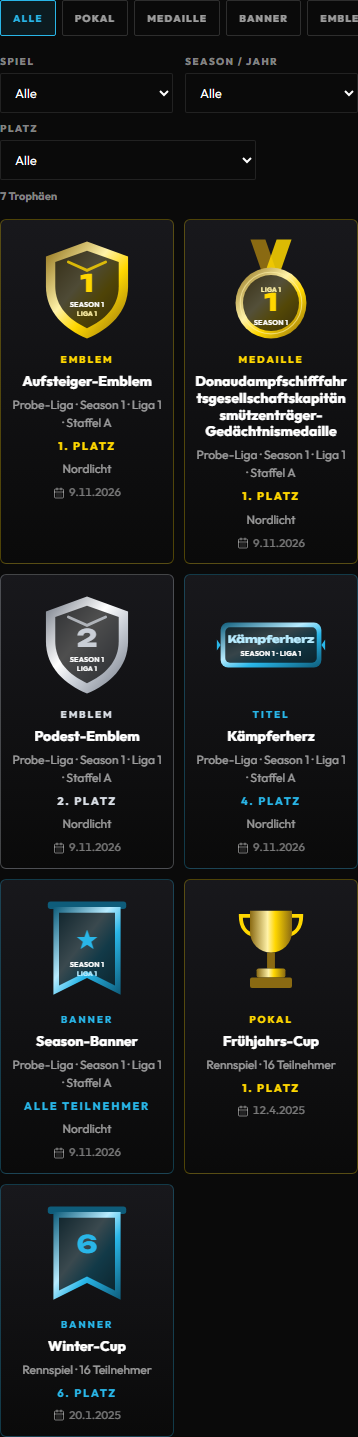 ALLE POKAL MEDAILLE BANNER EMBLE
SPIEL SEASON / JAHR
Alle Alle
PLATZ
Alle
7 Trophäen
1
SEASON 1
LIGA 1
EMBLEM
Aufsteiger-Emblem
Probe-Liga · Season 1 · Liga 1
· Staffel A
1. PLATZ
Nordlicht
9.11.2026
LIGA 1
1
SEASON 1
MEDAILLE
Donaudampfschifffahr
tsgesellschaftskapitän
smützenträger-
Gedächtnismedaille
Probe-Liga · Season 1 · Liga 1
· Staffel A
1. PLATZ
Nordlicht
9.11.2026
2
SEASON 1
LIGA 1
EMBLEM
Podest-Emblem
Probe-Liga · Season 1 · Liga 1
· Staffel A
2. PLATZ
Nordlicht
9.11.2026
Kämpferherz
SEASON 1 · LIGA 1
TITEL
Kämpferherz
Probe-Liga · Season 1 · Liga 1
· Staffel A
4. PLATZ
Nordlicht
9.11.2026
SEASON 1
LIGA 1
BANNER
Season-Banner
Probe-Liga · Season 1 · Liga 1
· Staffel A
ALLE TEILNEHMER
Nordlicht
9.11.2026
POKAL
Frühjahrs-Cup
Rennspiel · 16 Teilnehmer
1. PLATZ
12.4.2025
6
BANNER
Winter-Cup
Rennspiel · 16 Teilnehmer
6. PLATZ
20.1.2025